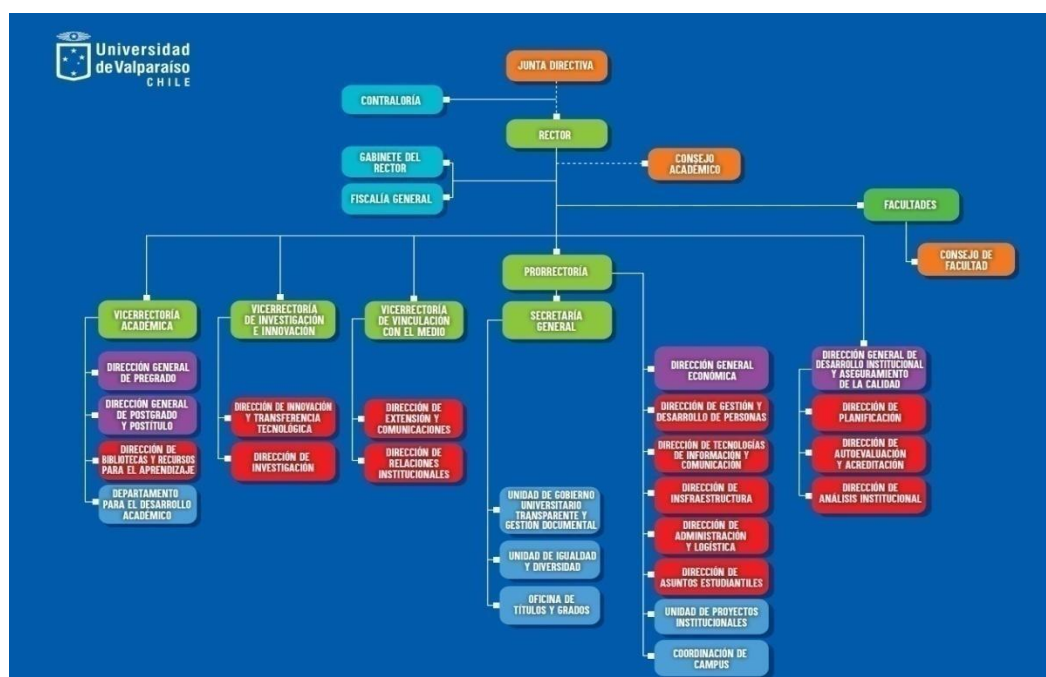 Universidad
de Valparaíso
CHILE
JUNTA DIRECTIVA
CONTRALORÍA
RECTOR
GABINETE DEL
RECTOR
CONSEJO
ACADÉMICO
FISCALÍA GENERAL
FACULTADES
CONSEJO DE
FACULTAD
PRORRECTORÍA
VICERRECTORÍA
ACADÉMICA
VICERRECTORÍA
DE INVESTIGACIÓN
E INNOVACIÓN
VICERRECTORÍA
DE VINCULACIÓN
CON EL MEDIO
SECRETARÍA
GENERAL
DIRECCIÓN GENERAL
DE PREGRADO
DIRECCIÓN GENERAL
DE POSTGRADO
Y POSTÍTULO
DIRECCIÓN DE
BIBLIOTECAS Y RECURSOS
PARA EL APRENDIZAJE
DEPARTAMENTO
PARA EL DESARROLLO
ACADÉMICO
DIRECCIÓN DE INNOVACIÓN
Y TRANSFERENCIA
TECNOLÓGICA
DIRECCIÓN DE
INVESTIGACIÓN
DIRECCIÓN DE
EXTENSIÓN Y
COMUNICACIONES
DIRECCIÓN DE
RELACIONES
INSTITUCIONALES
UNIDAD DE GOBIERNO
UNIVERSITARIO
TRANSPARENTE Y
GESTIÓN DOCUMENTAL
UNIDAD DE IGUALDAD
Y DIVERSIDAD
OFICINA DE
TÍTULOS Y GRADOS
DIRECCIÓN GENERAL
ECONÓMICA
DIRECCIÓN DE GESTIÓN Y
DESARROLLO DE PERSONAS
DIRECCIÓN DE TECNOLOGÍAS
DE INFORMACIÓN Y
COMUNICACIÓN
DIRECCIÓN DE
INSFRAESTRUCTURA
DIRECCIÓN DE
ADMINISTRACIÓN
Y LOGÍSTICA
DIRECCIÓN DE
ASUNTOS ESTUDIANTILES
UNIDAD DE PROYECTOS
INSTITUCIONALES
COORDINACIÓN DE
CAMPUS
DIRECCIÓN GENERAL DE
DESARROLLO INSTITUCIONAL
Y ASEGURAMIENTO
DE LA CALIDAD
DIRECCIÓN DE
PLANIFICACIÓN
DIRECCIÓN DE
AUTOEVALUACIÓN
Y ACREDITACIÓN
DIRECCIÓN DE
ANÁLISIS INSTITUCIONAL